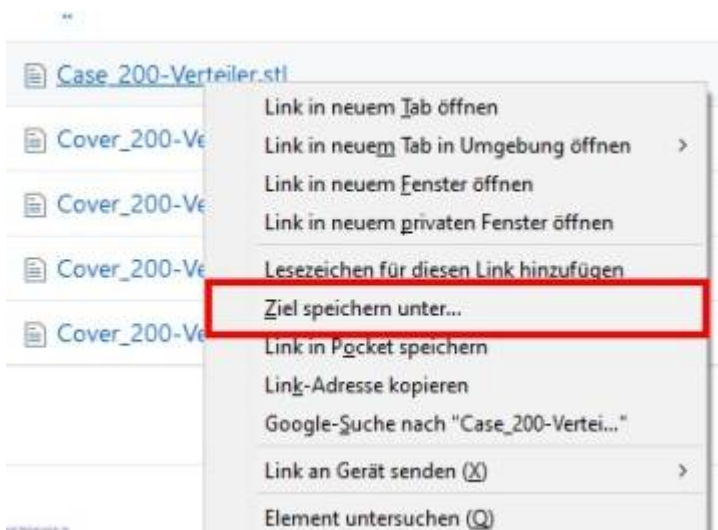 ..
Case_200-Verteiler.stl
Cover_200-Ve
Cover_200-Ve
Cover_200-Ve
Cover_200-Ve
Link in neuem Tab öffnen
Link in neuem Tab in Umgebung öffnen
Link in neuem Fenster öffnen
Link in neuem privaten Fenster öffnen
Lesezeichen für diesen Link hinzufügen
Ziel speichern unter...
Link in Pocket speichern
Link-Adresse kopieren
Google-Suche nach "Case_200-Vertei..."
Link an Gerät senden (X)
Element untersuchen (Q)